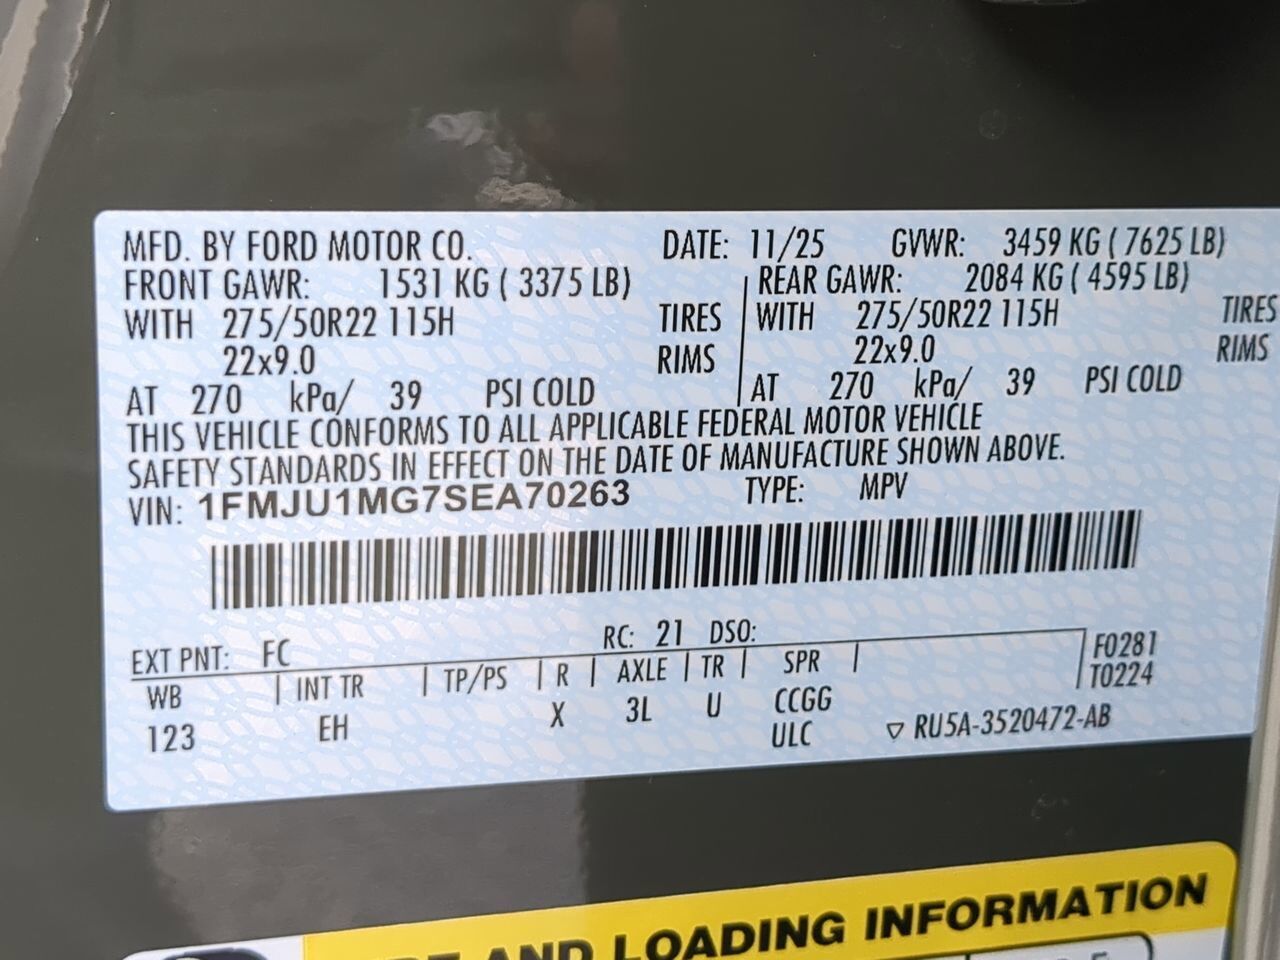 MFD. BY FORD MOTOR CO. DATE: 11/25 GVWR: 3459 KG ( 7625 LB)
FRONT GAWR: 1531 KG ( 3375 LB) REAR GAWR: 2084 KG ( 4595 LB)
WITH 275/50R22 115H TIRES WITH 275/50R22 115H TIRES
22x9.0 RIMS 22x9.0 RIMS
AT 270 kPa/ 39 PSI COLD AT 270 kPa/ 39 PSI COLD
THIS VEHICLE CONFORMS TO ALL APPLICABLE FEDERAL MOTOR VEHICLE
SAFETY STANDARDS IN EFFECT ON THE DATE OF MANUFACTURE SHOWN ABOVE.
VIN: 1FMJU1MG7SEA70263 TYPE: MPV
EXT PNT: FC RC: 21 DSO: F0281
WB INT TR TP/PS R AXLE TR SPR T0224
123 EH X 3L U CCGG
ULC ▽ RU5A-3520472-AB
AND LOADING INFORMATION